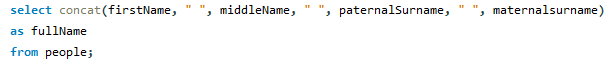 select concat(firstName, " ", middleName, " ", paternalSurname, " ", maternalsurname)
as fullName
from people;